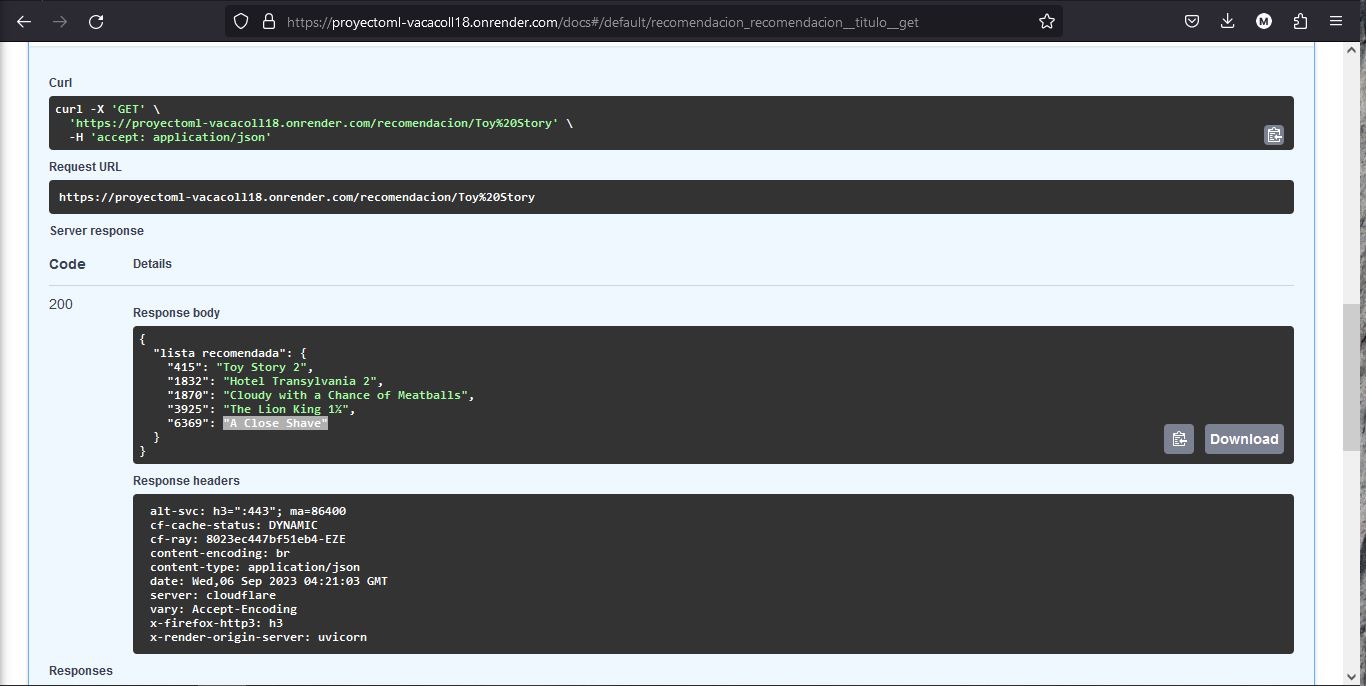 https://proyectoml-vacacoll18.onrender.com/docs#/default/recomendacion_recomendacion__titulo__get
M
Curl
curl -X 'GET' \
'https://proyectoml-vacacoll18.onrender.com/recomendacion/Toy%20Story' \
-H 'accept: application/json'
Request URL
https://proyectoml-vacacoll18.onrender.com/recomendacion/Toy%20Story
Server response
Code Details
200
Response body
{
"lista recomendada": {
"415": "Toy Story 2",
"1832": "Hotel Transylvania 2",
"1870": "Cloudy with a Chance of Meatballs",
"3925": "The Lion King 1½",
"6369": "A Close Shave"
}
}
Download
Response headers
alt-svc: h3=":443"; ma=86400
cf-cache-status: DYNAMIC
cf-ray: 8023ec447bf51eb4-EZE
content-encoding: br
content-type: application/json
date: Wed,06 Sep 2023 04:21:03 GMT
server: cloudflare
vary: Accept-Encoding
x-firefox-http3: h3
x-render-origin-server: uvicorn
Responses